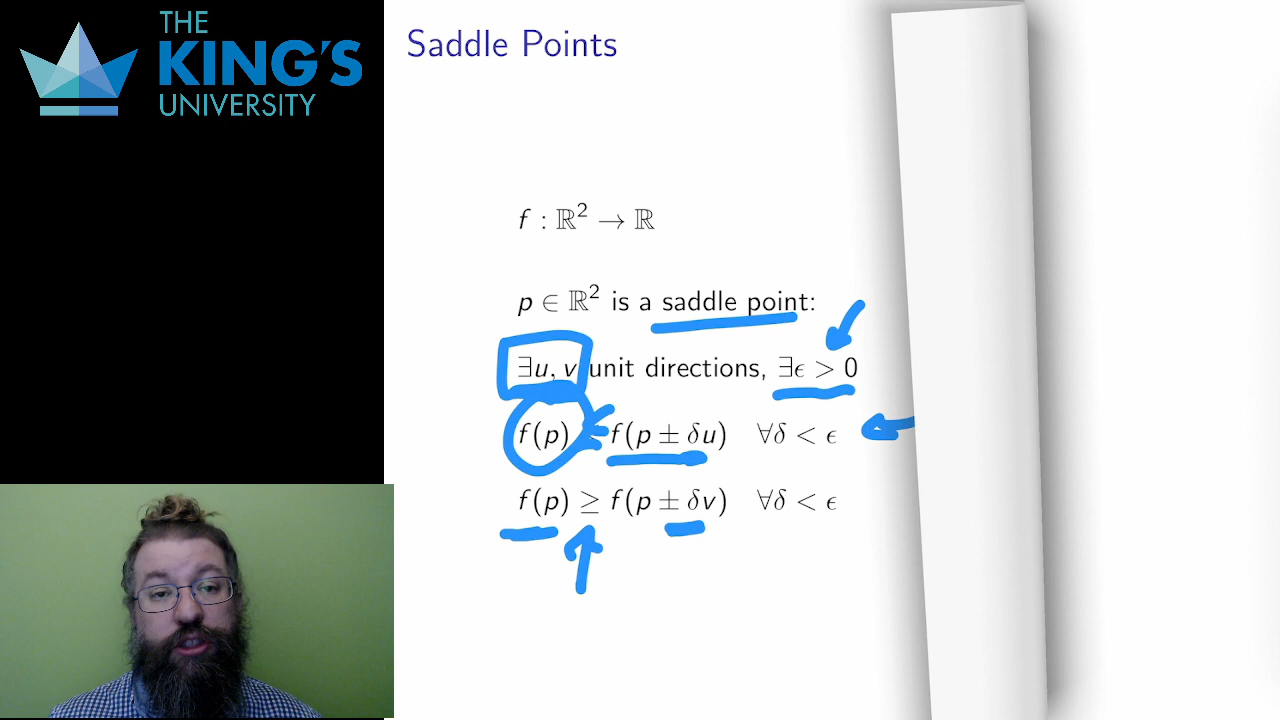 THE
KING'S
UNIVERSITY
Saddle Points
f : ℝ² → ℝ
p ∈ ℝ² is a saddle point:
∃u, v unit directions, ∃ϵ > 0
f(p) ≤ f(p ± δu) ∀δ < ϵ
f(p) ≥ f(p ± δv) ∀δ < ϵ